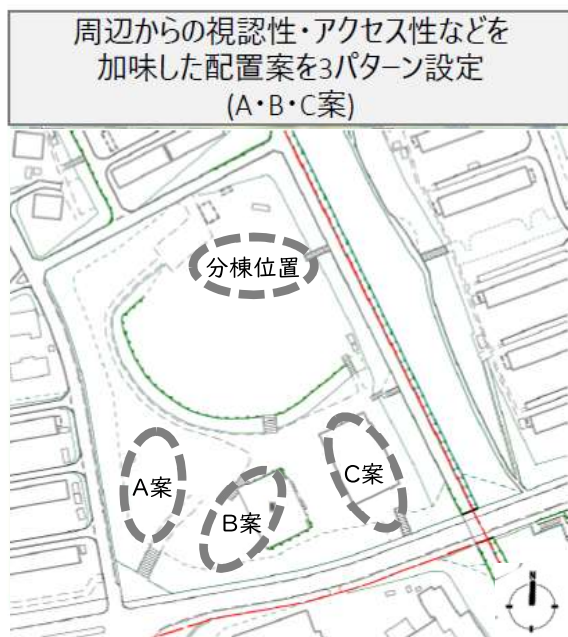 周辺からの視認性・アクセス性などを
加味した配置案を3パターン設定
(A・B・C案)
分棟位置
A案
B案
C案
N